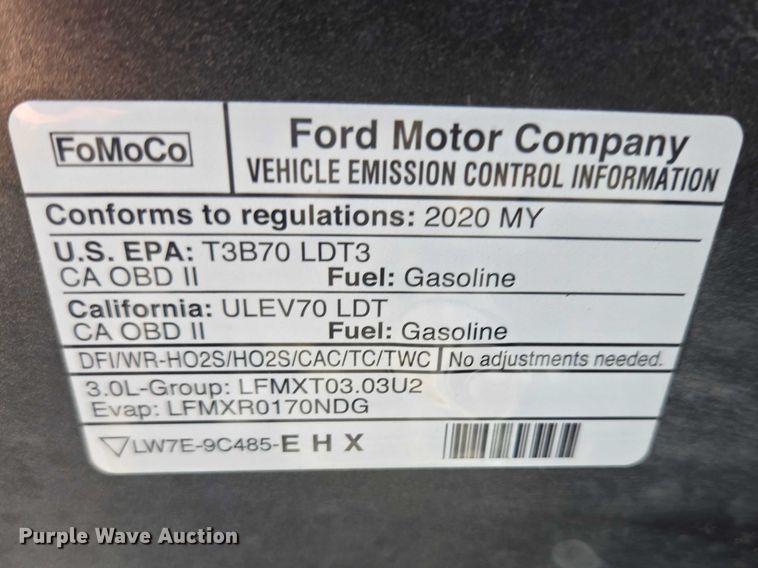 FoMoCo
Ford Motor Company
VEHICLE EMISSION CONTROL INFORMATION
Conforms to regulations: 2020 MY
U.S. EPA: T3B70 LDT3
CA OBD II Fuel: Gasoline
California: ULEV70 LDT
CA OBD II Fuel: Gasoline
DFI/WR-HO2S/HO2S/CAC/TC/TWC No adjustments needed.
3.0L-Group: LFMXT03.03U2
Evap: LFMXR0170NDG
LW7E-9C485-E H X
Purple Wave Auction